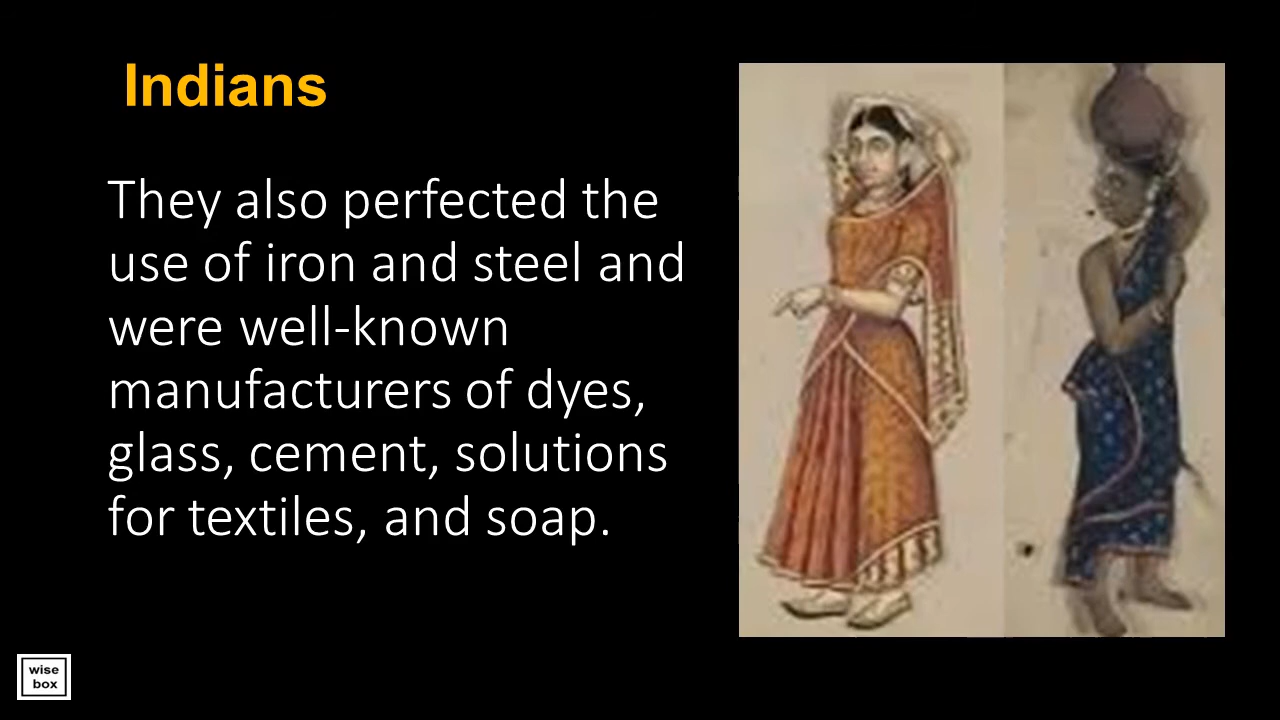 Indians
They also perfected the
use of iron and steel and
were well-known
manufacturers of dyes,
glass, cement, solutions
for textiles, and soap.
wise
box